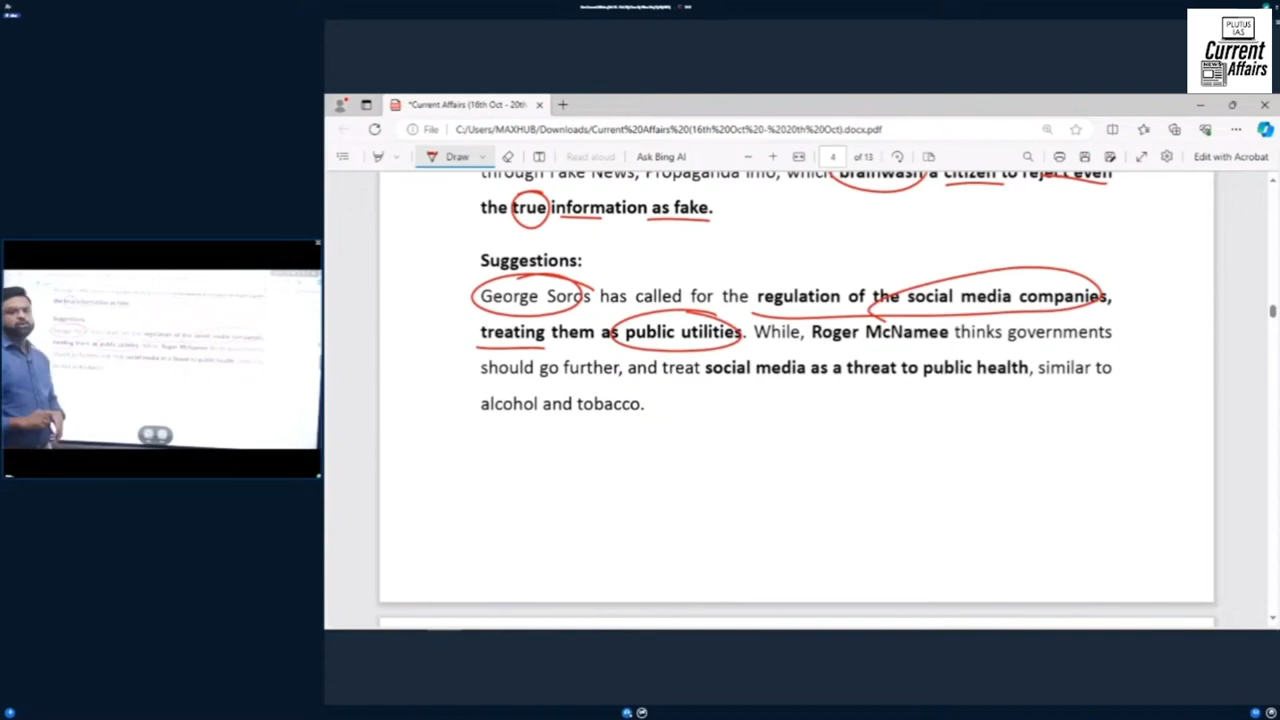 PLUTUS
IAS
Current
NEWS
Affairs
*Current Affairs (16th Oct - 20th
File
C:/Users/MAXHUB/Downloads/Current%20Affairs%20(16th%20Oct%20-%2020th%20Oct).docx.pdf
Draw
Read aloud
Ask Bing AI
4 of 13
Edit with Acrobat
through Fake News, Propaganda info, which brainwash a citizen to reject even
the true information as fake.
Suggestions:
George Soros has called for the regulation of the social media companies,
treating them as public utilities. While, Roger McNamee thinks governments
should go further, and treat social media as a threat to public health, similar to
alcohol and tobacco.